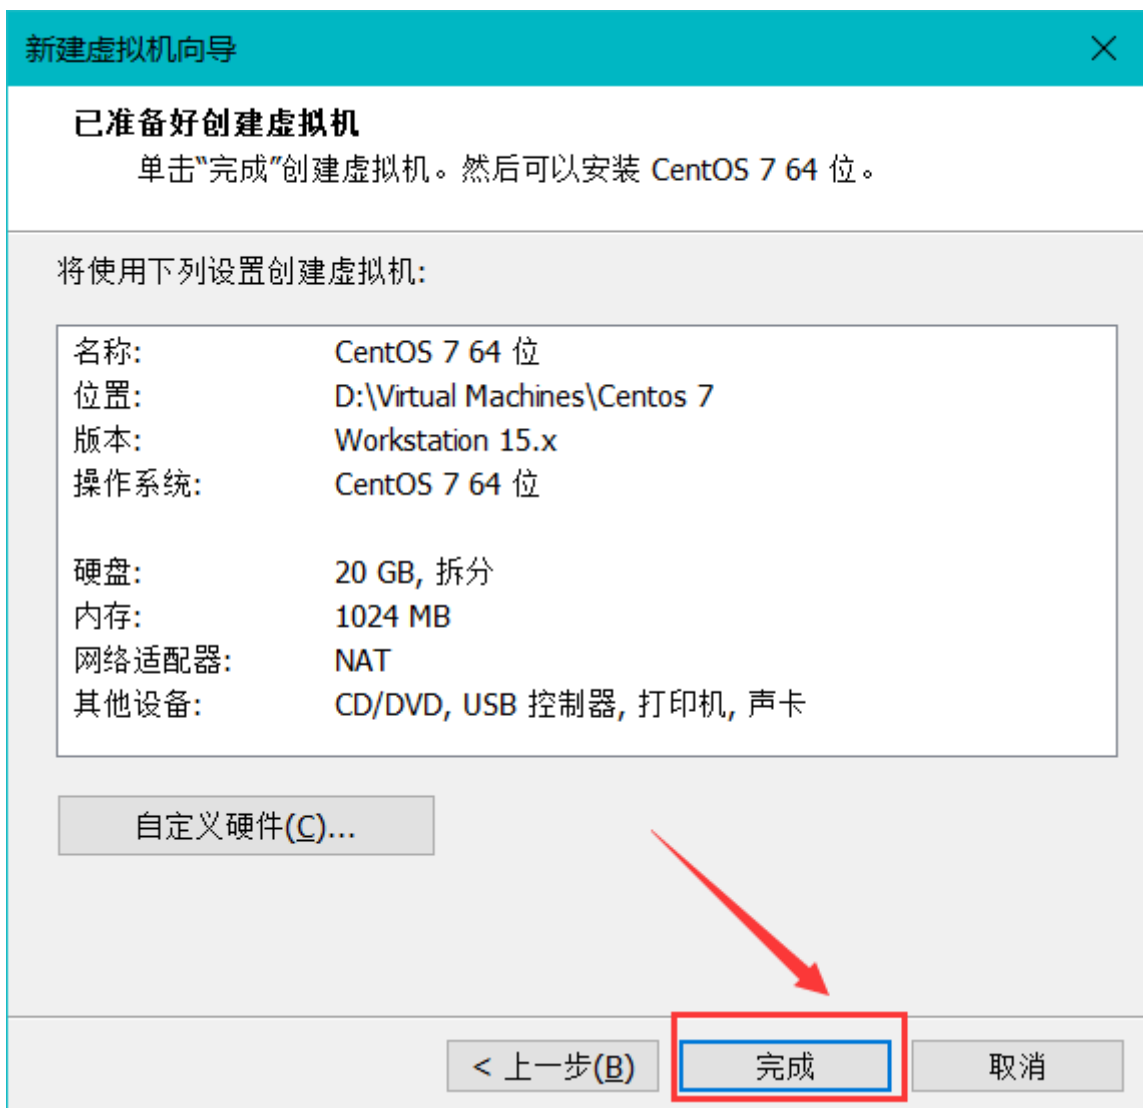 新建虚拟机向导
已准备好创建虚拟机
单击“完成”创建虚拟机。然后可以安装 CentOS 7 64 位。
将使用下列设置创建虚拟机:
名称: CentOS 7 64 位
位置: D:\Virtual Machines\Centos 7
版本: Workstation 15.x
操作系统: CentOS 7 64 位
硬盘: 20 GB, 拆分
内存: 1024 MB
网络适配器: NAT
其他设备: CD/DVD, USB 控制器, 打印机, 声卡
自定义硬件(C)...
< 上一步(B) 完成 取消